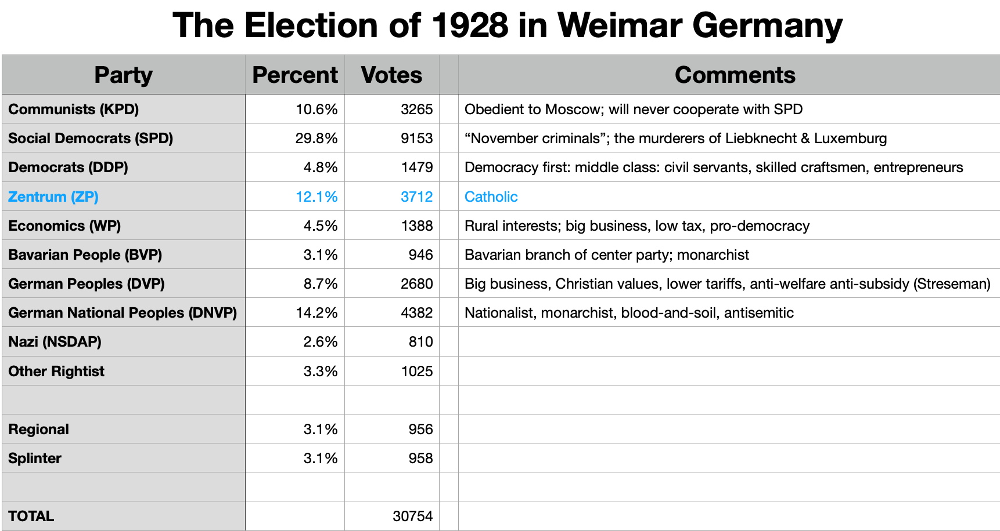 The Election of 1928 in Weimar Germany
Party Percent Votes Comments
Communists (KPD) 10.6% 3265 Obedient to Moscow; will never cooperate with SPD
Social Democrats (SPD) 29.8% 9153 “November criminals”; the murderers of Liebknecht & Luxemburg
Democrats (DDP) 4.8% 1479 Democracy first: middle class: civil servants, skilled craftsmen, entrepreneurs
Zentrum (ZP) 12.1% 3712 Catholic
Economics (WP) 4.5% 1388 Rural interests; big business, low tax, pro-democracy
Bavarian People (BVP) 3.1% 946 Bavarian branch of center party; monarchist
German Peoples (DVP) 8.7% 2680 Big business, Christian values, lower tariffs, anti-welfare anti-subsidy (Streseman)
German National Peoples (DNVP) 14.2% 4382 Nationalist, monarchist, blood-and-soil, antisemitic
Nazi (NSDAP) 2.6% 810
Other Rightist 3.3% 1025
Regional 3.1% 956
Splinter 3.1% 958
TOTAL 30754